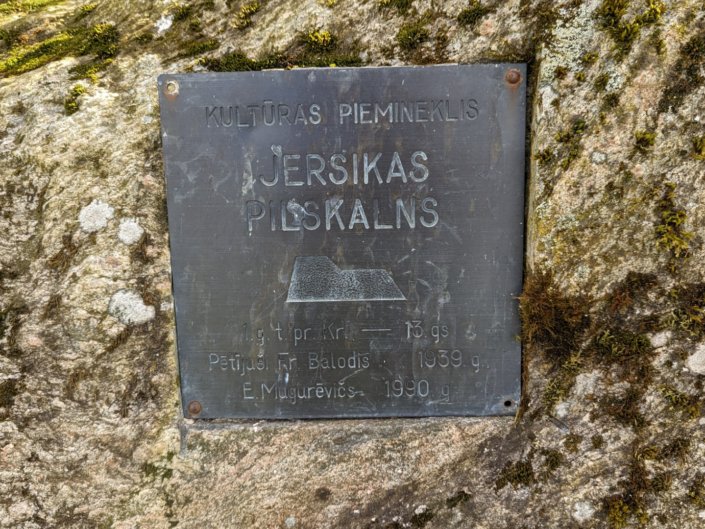 KULTŪRAS PIEMINEKLIS
JERSIKAS
PILSKALNS
1.g.t. pr. Kr. — 13.gs
Pētījuši Fr. Balodis 1939.g.,
E. Mugurēvičs 1990.g.